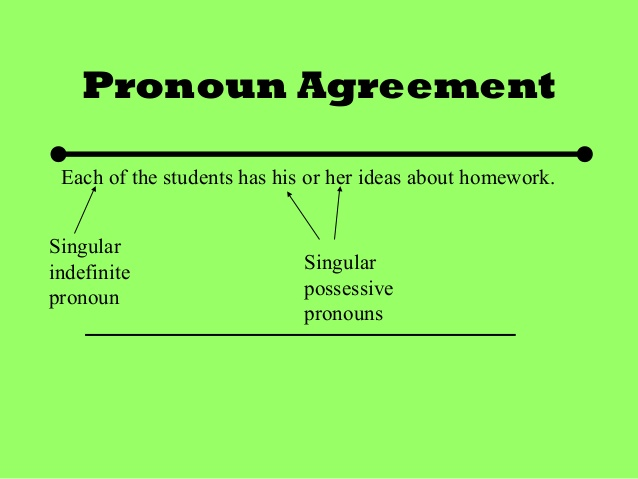 Pronoun Agreement
Each of the students has his or her ideas about homework.
Singular
indefinite
pronoun
Singular
possessive
pronouns